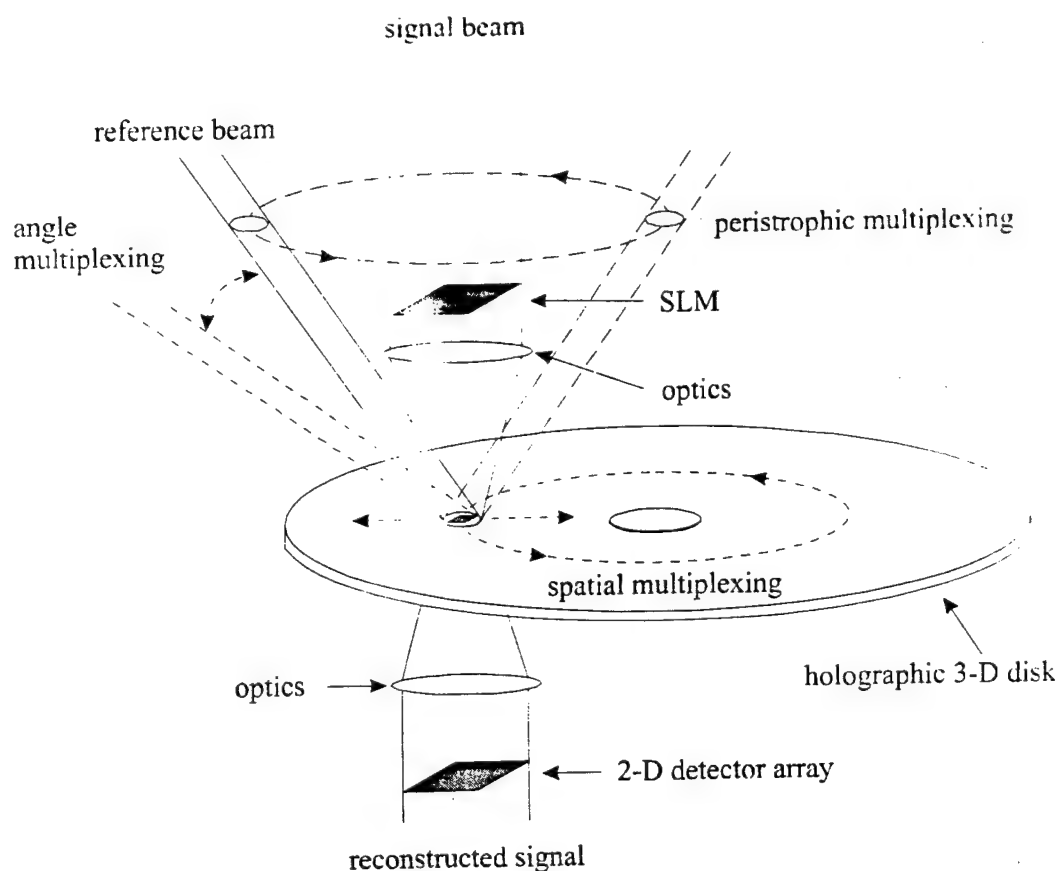 signal beam
reference beam
angle
multiplexing
peristrophic multiplexing
SLM
optics
spatial multiplexing
holographic 3-D disk
optics
2-D detector array
reconstructed signal